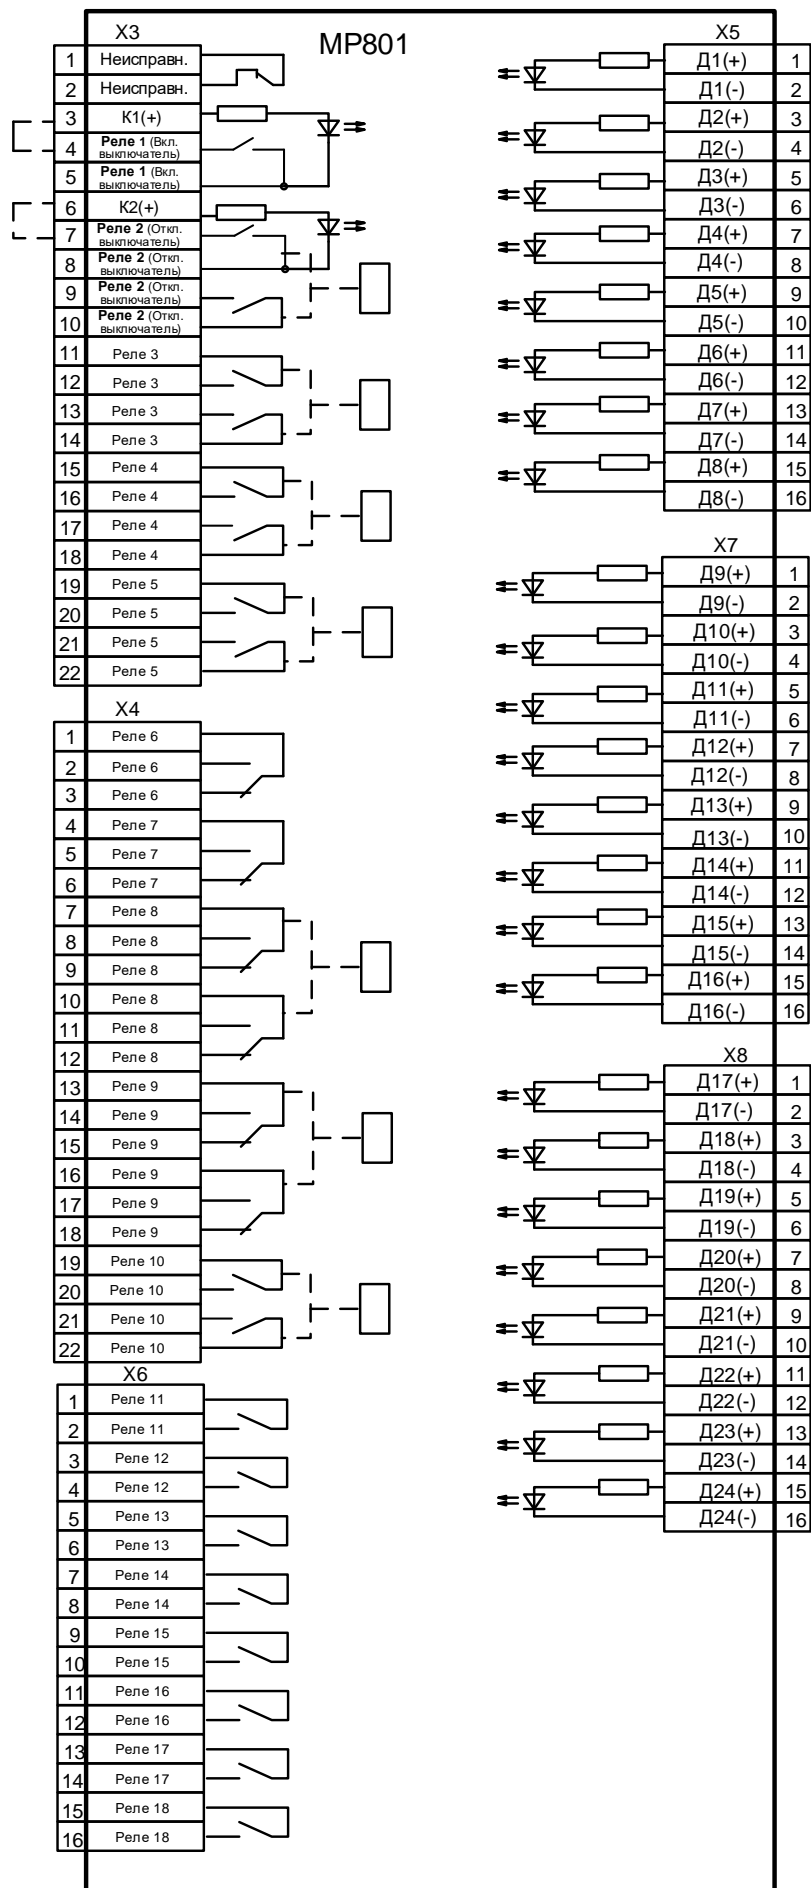 МР801
X3
1 Неисправн.
2 Неисправн.
3 К1(+)
4 Реле 1 (Вкл. выключатель)
5 Реле 1 (Вкл. выключатель)
6 К2(+)
7 Реле 2 (Откл. выключатель)
8 Реле 2 (Откл. выключатель)
9 Реле 2 (Откл. выключатель)
10 Реле 2 (Откл. выключатель)
11 Реле 3
12 Реле 3
13 Реле 3
14 Реле 3
15 Реле 4
16 Реле 4
17 Реле 4
18 Реле 4
19 Реле 5
20 Реле 5
21 Реле 5
22 Реле 5
X4
1 Реле 6
2 Реле 6
3 Реле 6
4 Реле 7
5 Реле 7
6 Реле 7
7 Реле 8
8 Реле 8
9 Реле 8
10 Реле 8
11 Реле 8
12 Реле 8
13 Реле 9
14 Реле 9
15 Реле 9
16 Реле 9
17 Реле 9
18 Реле 9
19 Реле 10
20 Реле 10
21 Реле 10
22 Реле 10
X6
1 Реле 11
2 Реле 11
3 Реле 12
4 Реле 12
5 Реле 13
6 Реле 13
7 Реле 14
8 Реле 14
9 Реле 15
10 Реле 15
11 Реле 16
12 Реле 16
13 Реле 17
14 Реле 17
15 Реле 18
16 Реле 18
X5
Д1(+) 1
Д1(-) 2
Д2(+) 3
Д2(-) 4
Д3(+) 5
Д3(-) 6
Д4(+) 7
Д4(-) 8
Д5(+) 9
Д5(-) 10
Д6(+) 11
Д6(-) 12
Д7(+) 13
Д7(-) 14
Д8(+) 15
Д8(-) 16
X7
Д9(+) 1
Д9(-) 2
Д10(+) 3
Д10(-) 4
Д11(+) 5
Д11(-) 6
Д12(+) 7
Д12(-) 8
Д13(+) 9
Д13(-) 10
Д14(+) 11
Д14(-) 12
Д15(+) 13
Д15(-) 14
Д16(+) 15
Д16(-) 16
X8
Д17(+) 1
Д17(-) 2
Д18(+) 3
Д18(-) 4
Д19(+) 5
Д19(-) 6
Д20(+) 7
Д20(-) 8
Д21(+) 9
Д21(-) 10
Д22(+) 11
Д22(-) 12
Д23(+) 13
Д23(-) 14
Д24(+) 15
Д24(-) 16